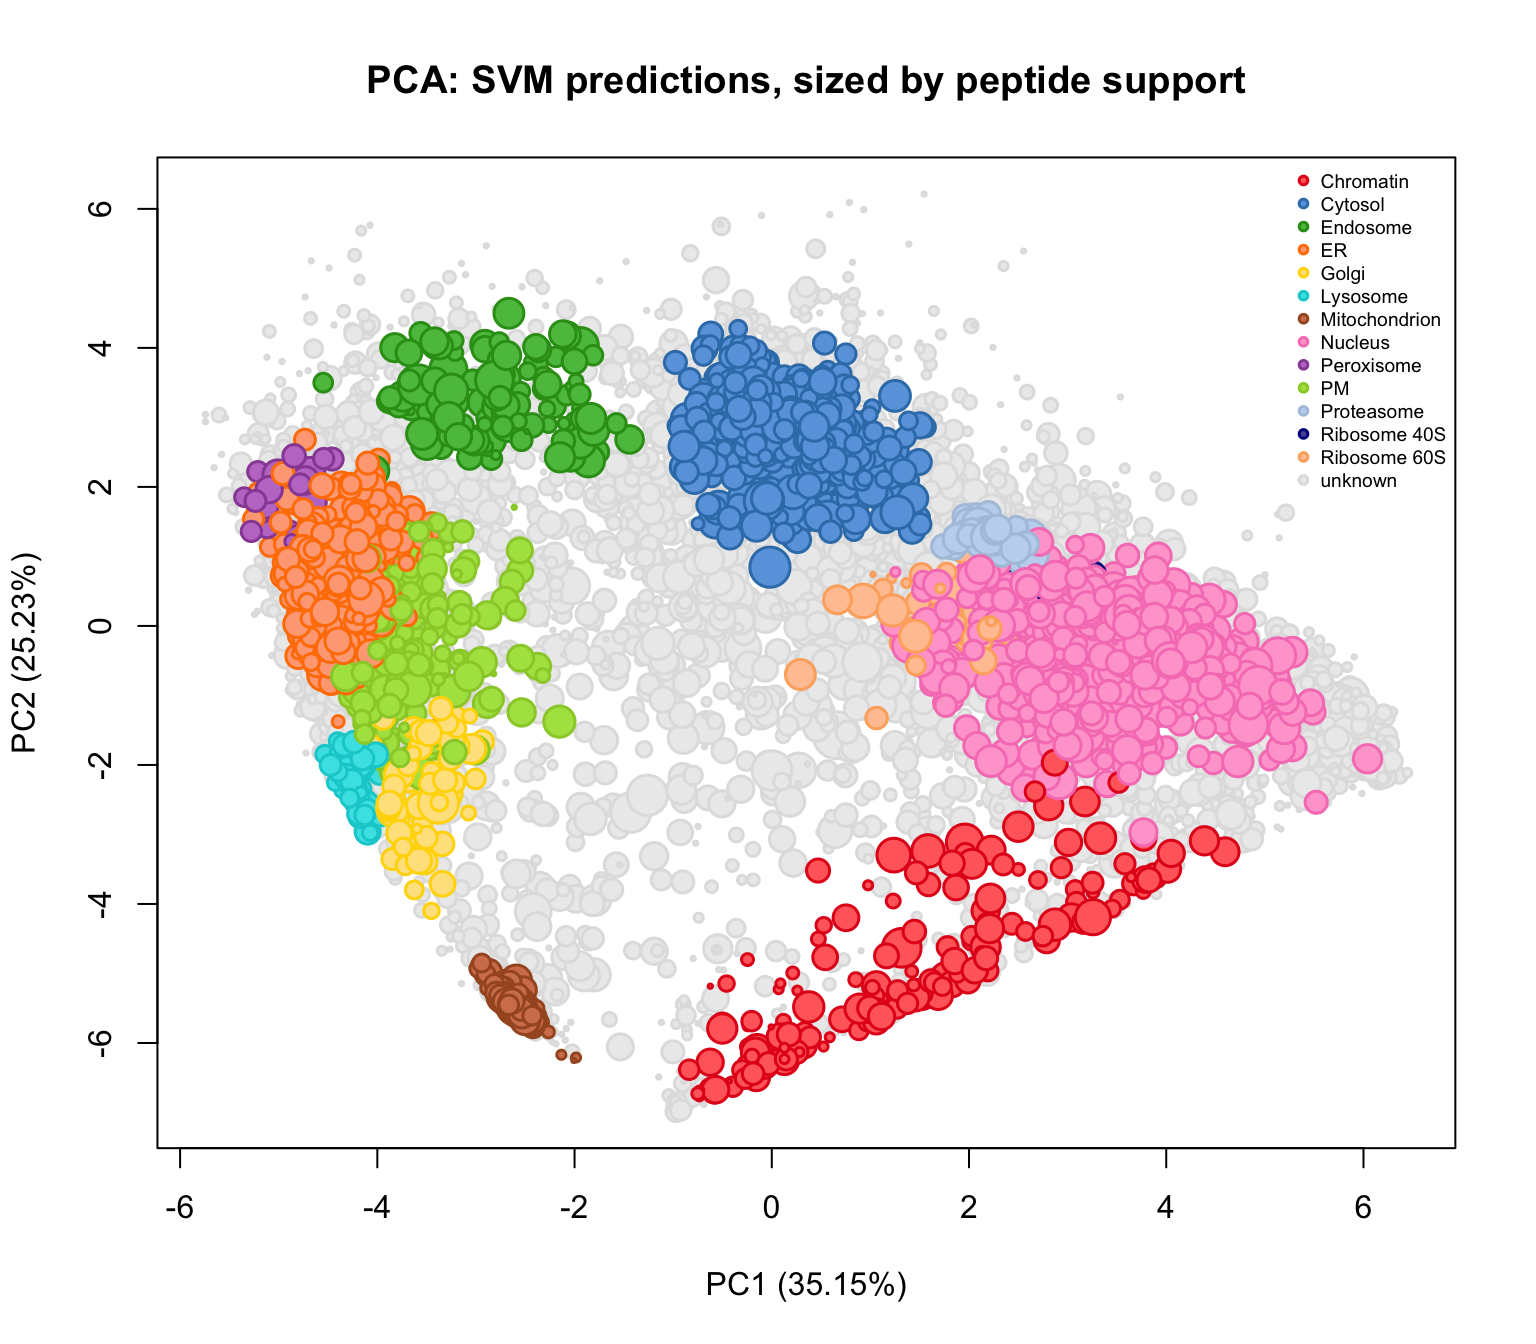 PCA: SVM predictions, sized by peptide support
Chromatin
Cytosol
Endosome
ER
Golgi
Lysosome
Mitochondrion
Nucleus
Peroxisome
PM
Proteasome
Ribosome 40S
Ribosome 60S
unknown
6
4
2
0
-2
-4
-6
PC2 (25.23%)
-6 -4 -2 0 2 4 6
PC1 (35.15%)